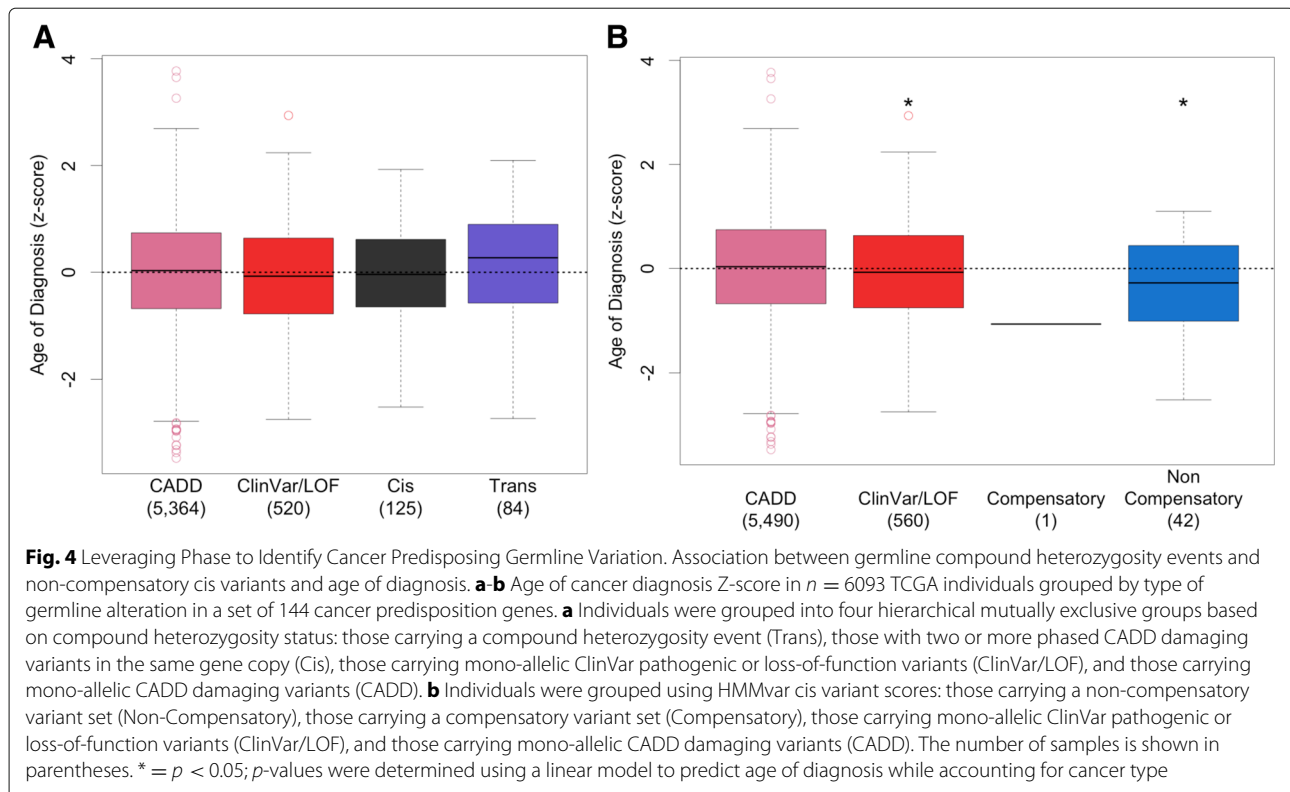 A
B
4
2
0
-2
Age of Diagnosis (z-score)
CADD
(5,364)
ClinVar/LOF
(520)
Cis
(125)
Trans
(84)
4
2
0
-2
Age of Diagnosis (z-score)
*
*
CADD
(5,490)
ClinVar/LOF
(560)
Compensatory
(1)
Non
Compensatory
(42)
Fig. 4 Leveraging Phase to Identify Cancer Predisposing Germline Variation. Association between germline compound heterozygosity events and
non-compensatory cis variants and age of diagnosis. a-b Age of cancer diagnosis Z-score in n = 6093 TCGA individuals grouped by type of
germline alteration in a set of 144 cancer predisposition genes. a Individuals were grouped into four hierarchical mutually exclusive groups based
on compound heterozygosity status: those carrying a compound heterozygosity event (Trans), those with two or more phased CADD damaging
variants in the same gene copy (Cis), those carrying mono-allelic ClinVar pathogenic or loss-of-function variants (ClinVar/LOF), and those carrying
mono-allelic CADD damaging variants (CADD). b Individuals were grouped using HMMvar cis variant scores: those carrying a non-compensatory
variant set (Non-Compensatory), those carrying a compensatory variant set (Compensatory), those carrying mono-allelic ClinVar pathogenic or
loss-of-function variants (ClinVar/LOF), and those carrying mono-allelic CADD damaging variants (CADD). The number of samples is shown in
parentheses. * = p < 0.05; p-values were determined using a linear model to predict age of diagnosis while accounting for cancer type